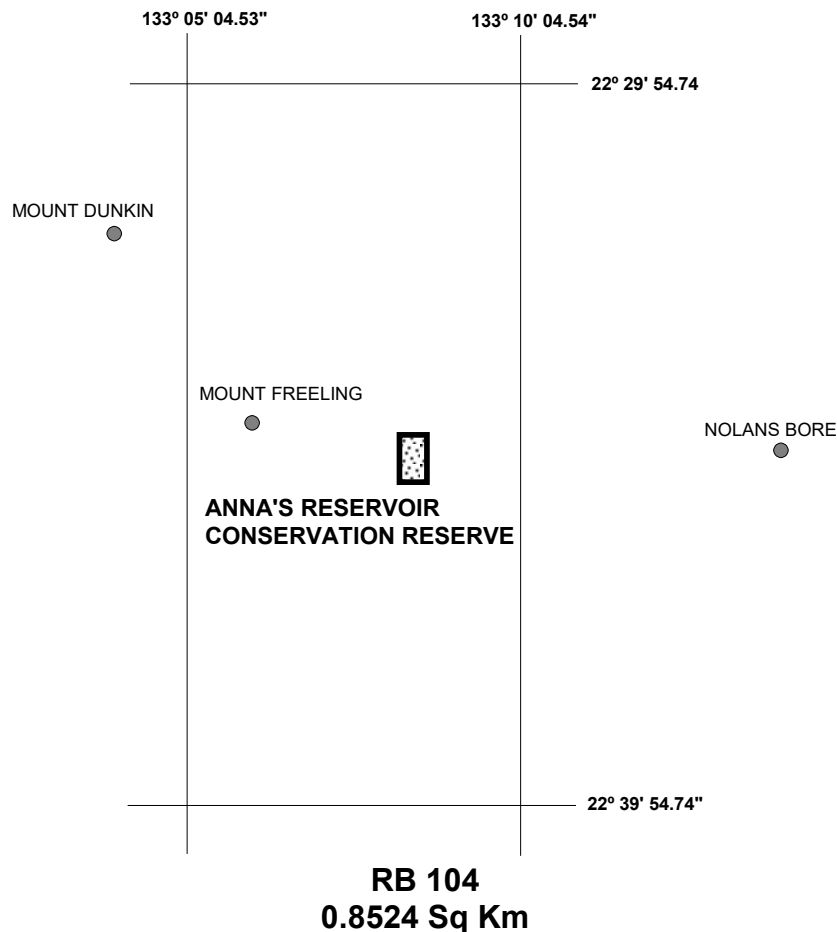 133º 05' 04.53"
133º 10' 04.54"
22º 29' 54.74
MOUNT DUNKIN
MOUNT FREELING
NOLANS BORE
ANNA'S RESERVOIR
CONSERVATION RESERVE
22º 39' 54.74"
RB 104
0.8524 Sq Km